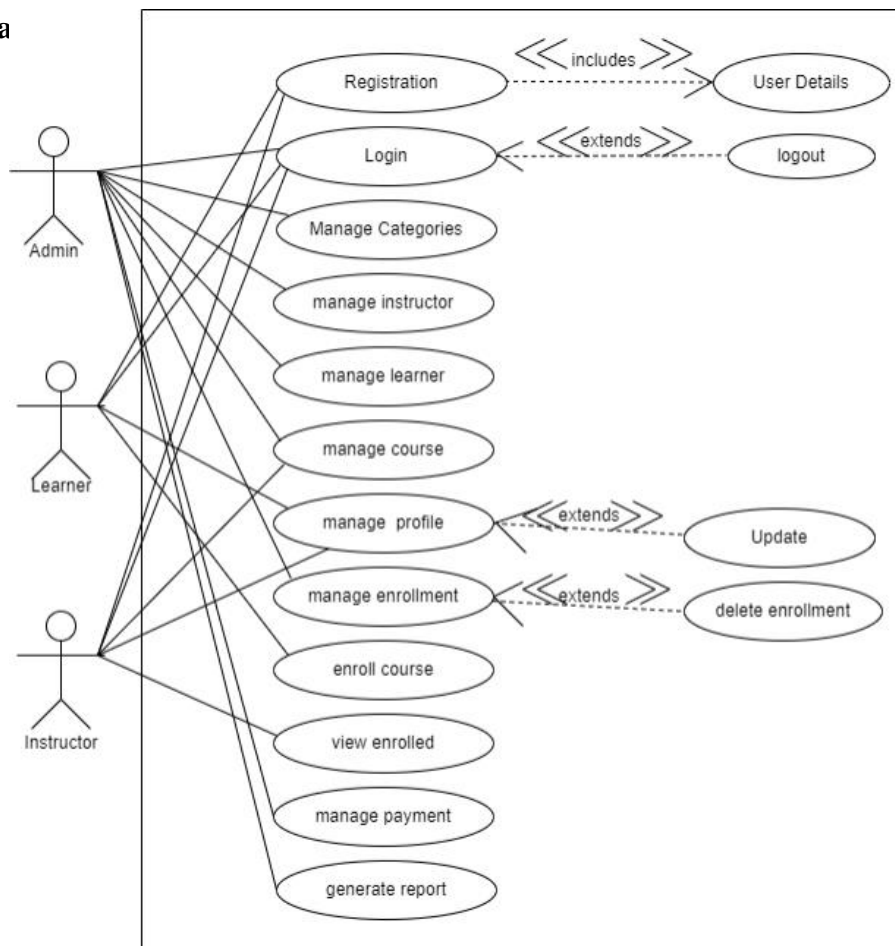 a
<<includes>>
Registration
User Details
<<extends>>
Login
logout
Manage Categories
Admin
manage instructor
manage learner
manage course
Learner
<<extends>>
manage profile
Update
<<extends>>
manage enrollment
delete enrollment
enroll course
Instructor
view enrolled
manage payment
generate report